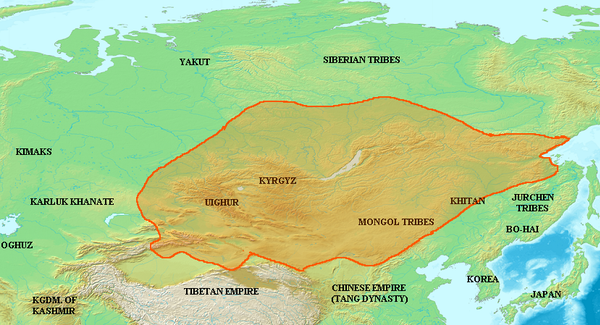 YAKUT
SIBERIAN TRIBES
KIMAKS
KYRGYZ
KARLUK KHANATE
UIGHUR
KHITAN
JURCHEN
TRIBES
MONGOL TRIBES
BO-HAI
OGHUZ
KOREA
TIBETAN EMPIRE
CHINESE EMPIRE
(TANG DYNASTY)
JAPAN
KGDM. OF
KASHMIR